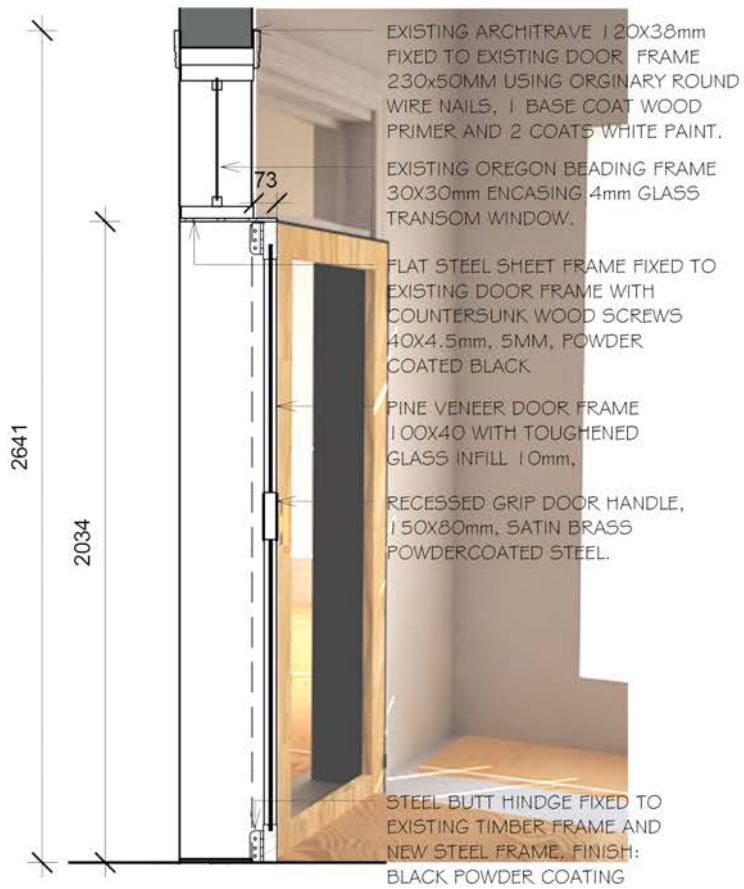 EXISTING ARCHITRAVE 120X38mm
FIXED TO EXISTING DOOR FRAME
230x50MM USING ORGINARY ROUND
WIRE NAILS, 1 BASE COAT WOOD
PRIMER AND 2 COATS WHITE PAINT.
EXISTING OREGON BEADING FRAME
30X30mm ENCASING 4mm GLASS
TRANSOM WINDOW.
73
FLAT STEEL SHEET FRAME FIXED TO
EXISTING DOOR FRAME WITH
COUNTERSUNK WOOD SCREWS
40X4.5mm, 5MM, POWDER
COATED BLACK
PINE VENEER DOOR FRAME
100X40 WITH TOUGHENED
GLASS INFILL 10mm,
2641
2034
RECESSED GRIP DOOR HANDLE,
150X80mm, SATIN BRASS
POWDERCOATED STEEL.
STEEL BUTT HINDGE FIXED TO
EXISTING TIMBER FRAME AND
NEW STEEL FRAME, FINISH:
BLACK POWDER COATING